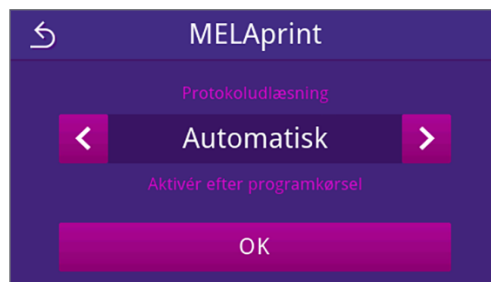 MELAprint
Protokoludlæsning
Automatisk
Aktivér efter programkørsel
OK